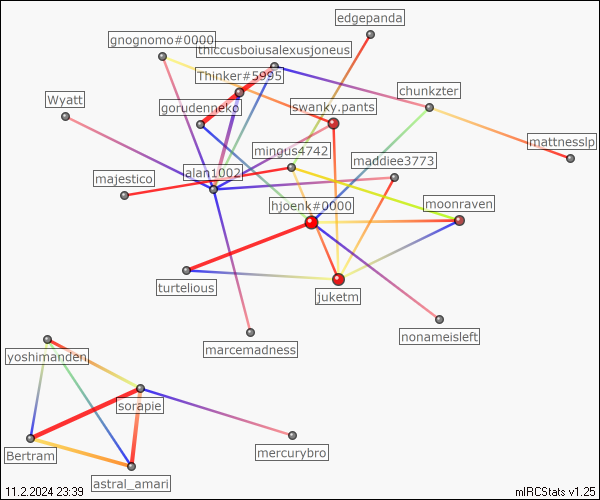 edgepanda
gnognomo#0000
thiccusboiusalexusjoneus
Thinker#5995
chunkzter
Wyatt
gorudenneko
swanky.pants
mattnesslp
mingus4742
maddiee3773
majestico
alan1002
hjoenk#0000
moonraven
turtelious
juketm
nonameisleft
marcemadness
yoshimanden
sorapie
mercurybro
Bertram
astral_amari
11.2.2024 23:39
mIRCStats v1.25